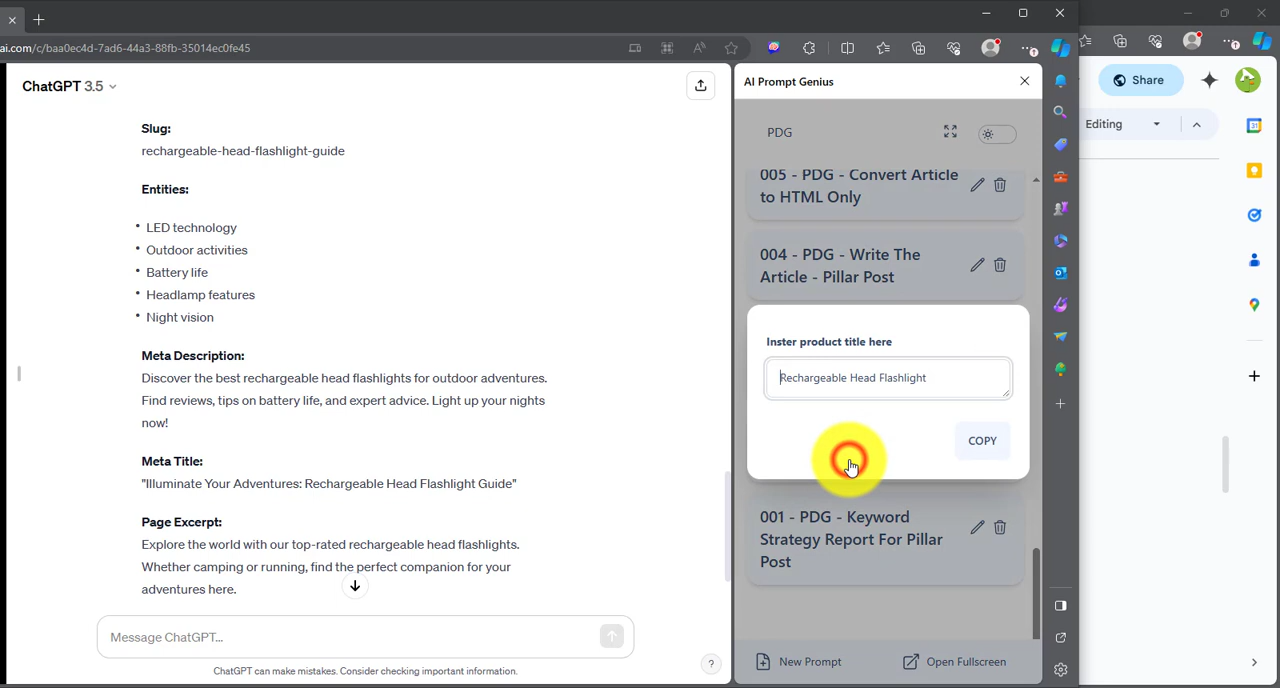 ai.com/c/baa0ec4d-7ad6-44a3-88fb-35014ec0fe45
ChatGPT 3.5
Slug:
rechargeable-head-flashlight-guide
Entities:
• LED technology
• Outdoor activities
• Battery life
• Headlamp features
• Night vision
Meta Description:
Discover the best rechargeable head flashlights for outdoor adventures.
Find reviews, tips on battery life, and expert advice. Light up your nights
now!
Meta Title:
"Illuminate Your Adventures: Rechargeable Head Flashlight Guide"
Page Excerpt:
Explore the world with our top-rated rechargeable head flashlights.
Whether camping or running, find the perfect companion for your
adventures here.
Message ChatGPT...
ChatGPT can make mistakes. Consider checking important information.
?
AI Prompt Genius
PDG
005 - PDG - Convert Article
to HTML Only
004 - PDG - Write The
Article - Pillar Post
Inster product title here
Rechargeable Head Flashlight
COPY
001 - PDG - Keyword
Strategy Report For Pillar
Post
New Prompt
Open Fullscreen
Share
Editing
31